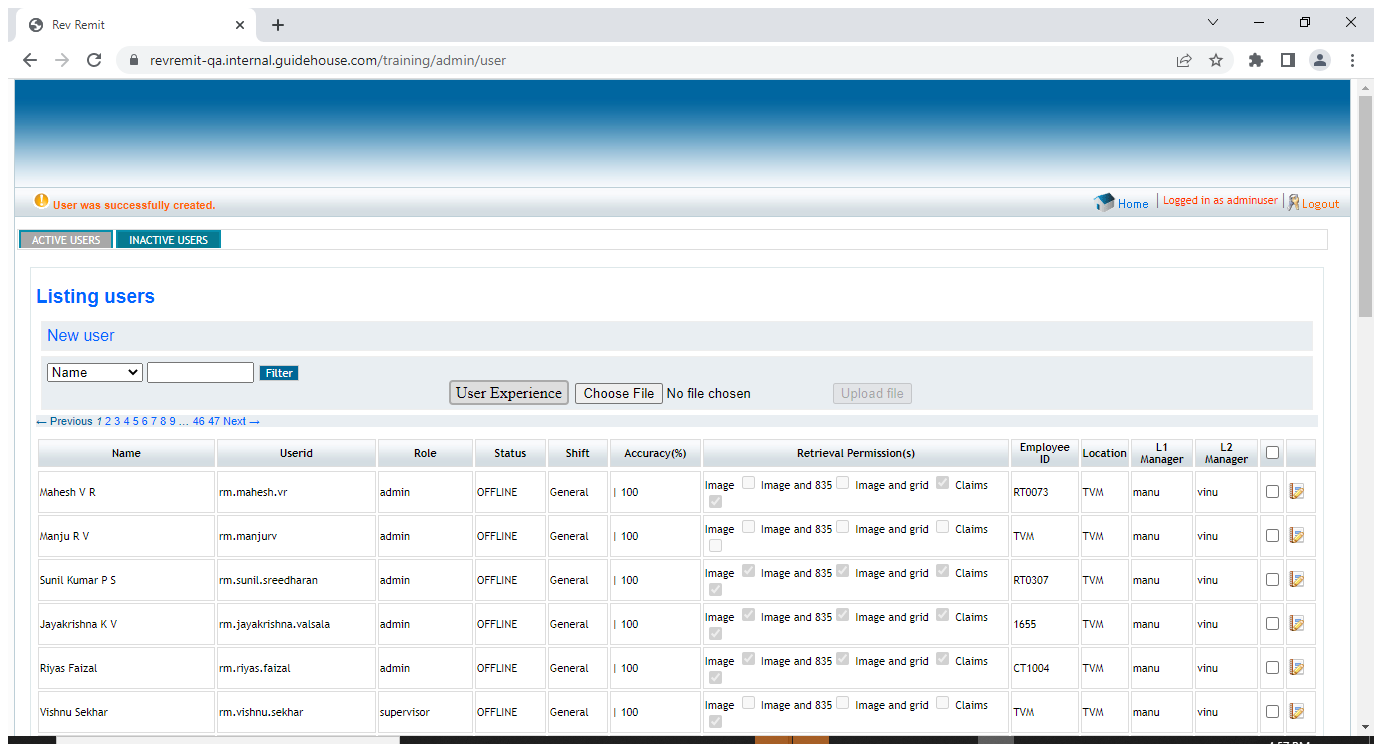 Rev Remit
revremit-qa.internal.guidehouse.com/training/admin/user
User was successfully created.
Home | Logged in as adminuser | Logout
ACTIVE USERS INACTIVE USERS
Listing users
New user
Name Filter
User Experience Choose File No file chosen Upload file
← Previous 1 2 3 4 5 6 7 8 9 … 46 47 Next →
Name Userid Role Status Shift Accuracy(%) Retrieval Permission(s) Employee ID Location L1 Manager L2 Manager
Mahesh V R rm.mahesh.vr admin OFFLINE General | 100 Image Image and 835 Image and grid Claims RT0073 TVM manu vinu
Manju R V rm.manjurv admin OFFLINE General | 100 Image Image and 835 Image and grid Claims TVM TVM manu vinu
Sunil Kumar P S rm.sunil.sreedharan admin OFFLINE General | 100 Image Image and 835 Image and grid Claims RT0307 TVM manu vinu
Jayakrishna K V rm.jayakrishna.valsala admin OFFLINE General | 100 Image Image and 835 Image and grid Claims 1655 TVM manu vinu
Riyas Faizal rm.riyas.faizal admin OFFLINE General | 100 Image Image and 835 Image and grid Claims CT1004 TVM manu vinu
Vishnu Sekhar rm.vishnu.sekhar supervisor OFFLINE General | 100 Image Image and 835 Image and grid Claims TVM TVM manu vinu